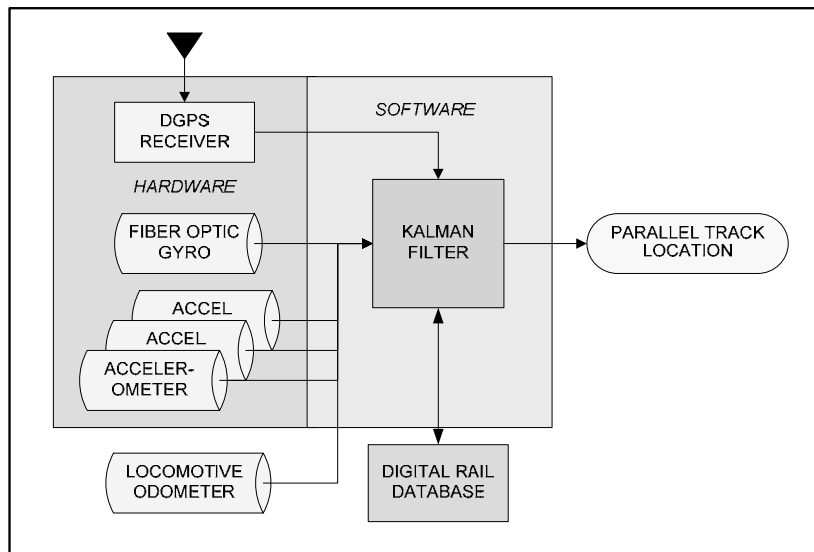 DGPS
RECEIVER
SOFTWARE
HARDWARE
FIBER OPTIC
GYRO
KALMAN
FILTER
PARALLEL TRACK
LOCATION
ACCEL
ACCEL
ACCELER-
OMETER
LOCOMOTIVE
ODOMETER
DIGITAL RAIL
DATABASE